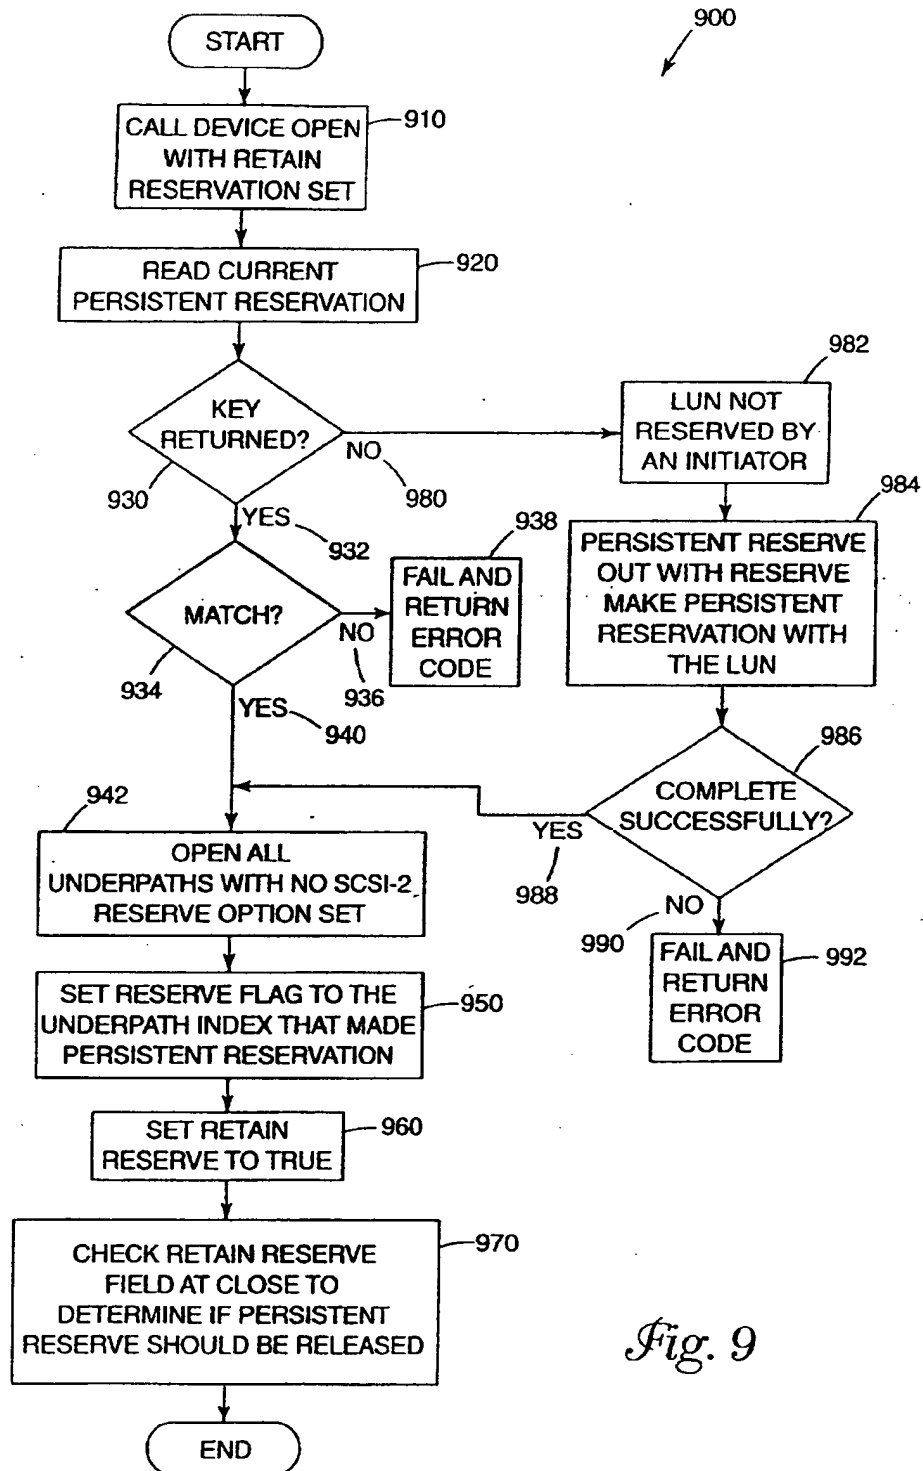 900
START
CALL DEVICE OPEN
WITH RETAIN
RESERVATION SET
910
READ CURRENT
PERSISTENT RESERVATION
920
KEY
RETURNED?
930
NO
980
YES
932
982
LUN NOT
RESERVED BY
AN INITIATOR
984
PERSISTENT RESERVE
OUT WITH RESERVE
MAKE PERSISTENT
RESERVATION WITH
THE LUN
MATCH?
934
NO
936
938
FAIL AND
RETURN
ERROR
CODE
YES
940
986
COMPLETE
SUCCESSFULLY?
YES
988
NO
990
FAIL AND
RETURN
ERROR
CODE
992
942
OPEN ALL
UNDERPATHS WITH NO SCSI-2
RESERVE OPTION SET
SET RESERVE FLAG TO THE
UNDERPATH INDEX THAT MADE
PERSISTENT RESERVATION
950
SET RETAIN
RESERVE TO TRUE
960
CHECK RETAIN RESERVE
FIELD AT CLOSE TO
DETERMINE IF PERSISTENT
RESERVE SHOULD BE RELEASED
970
END
Fig. 9